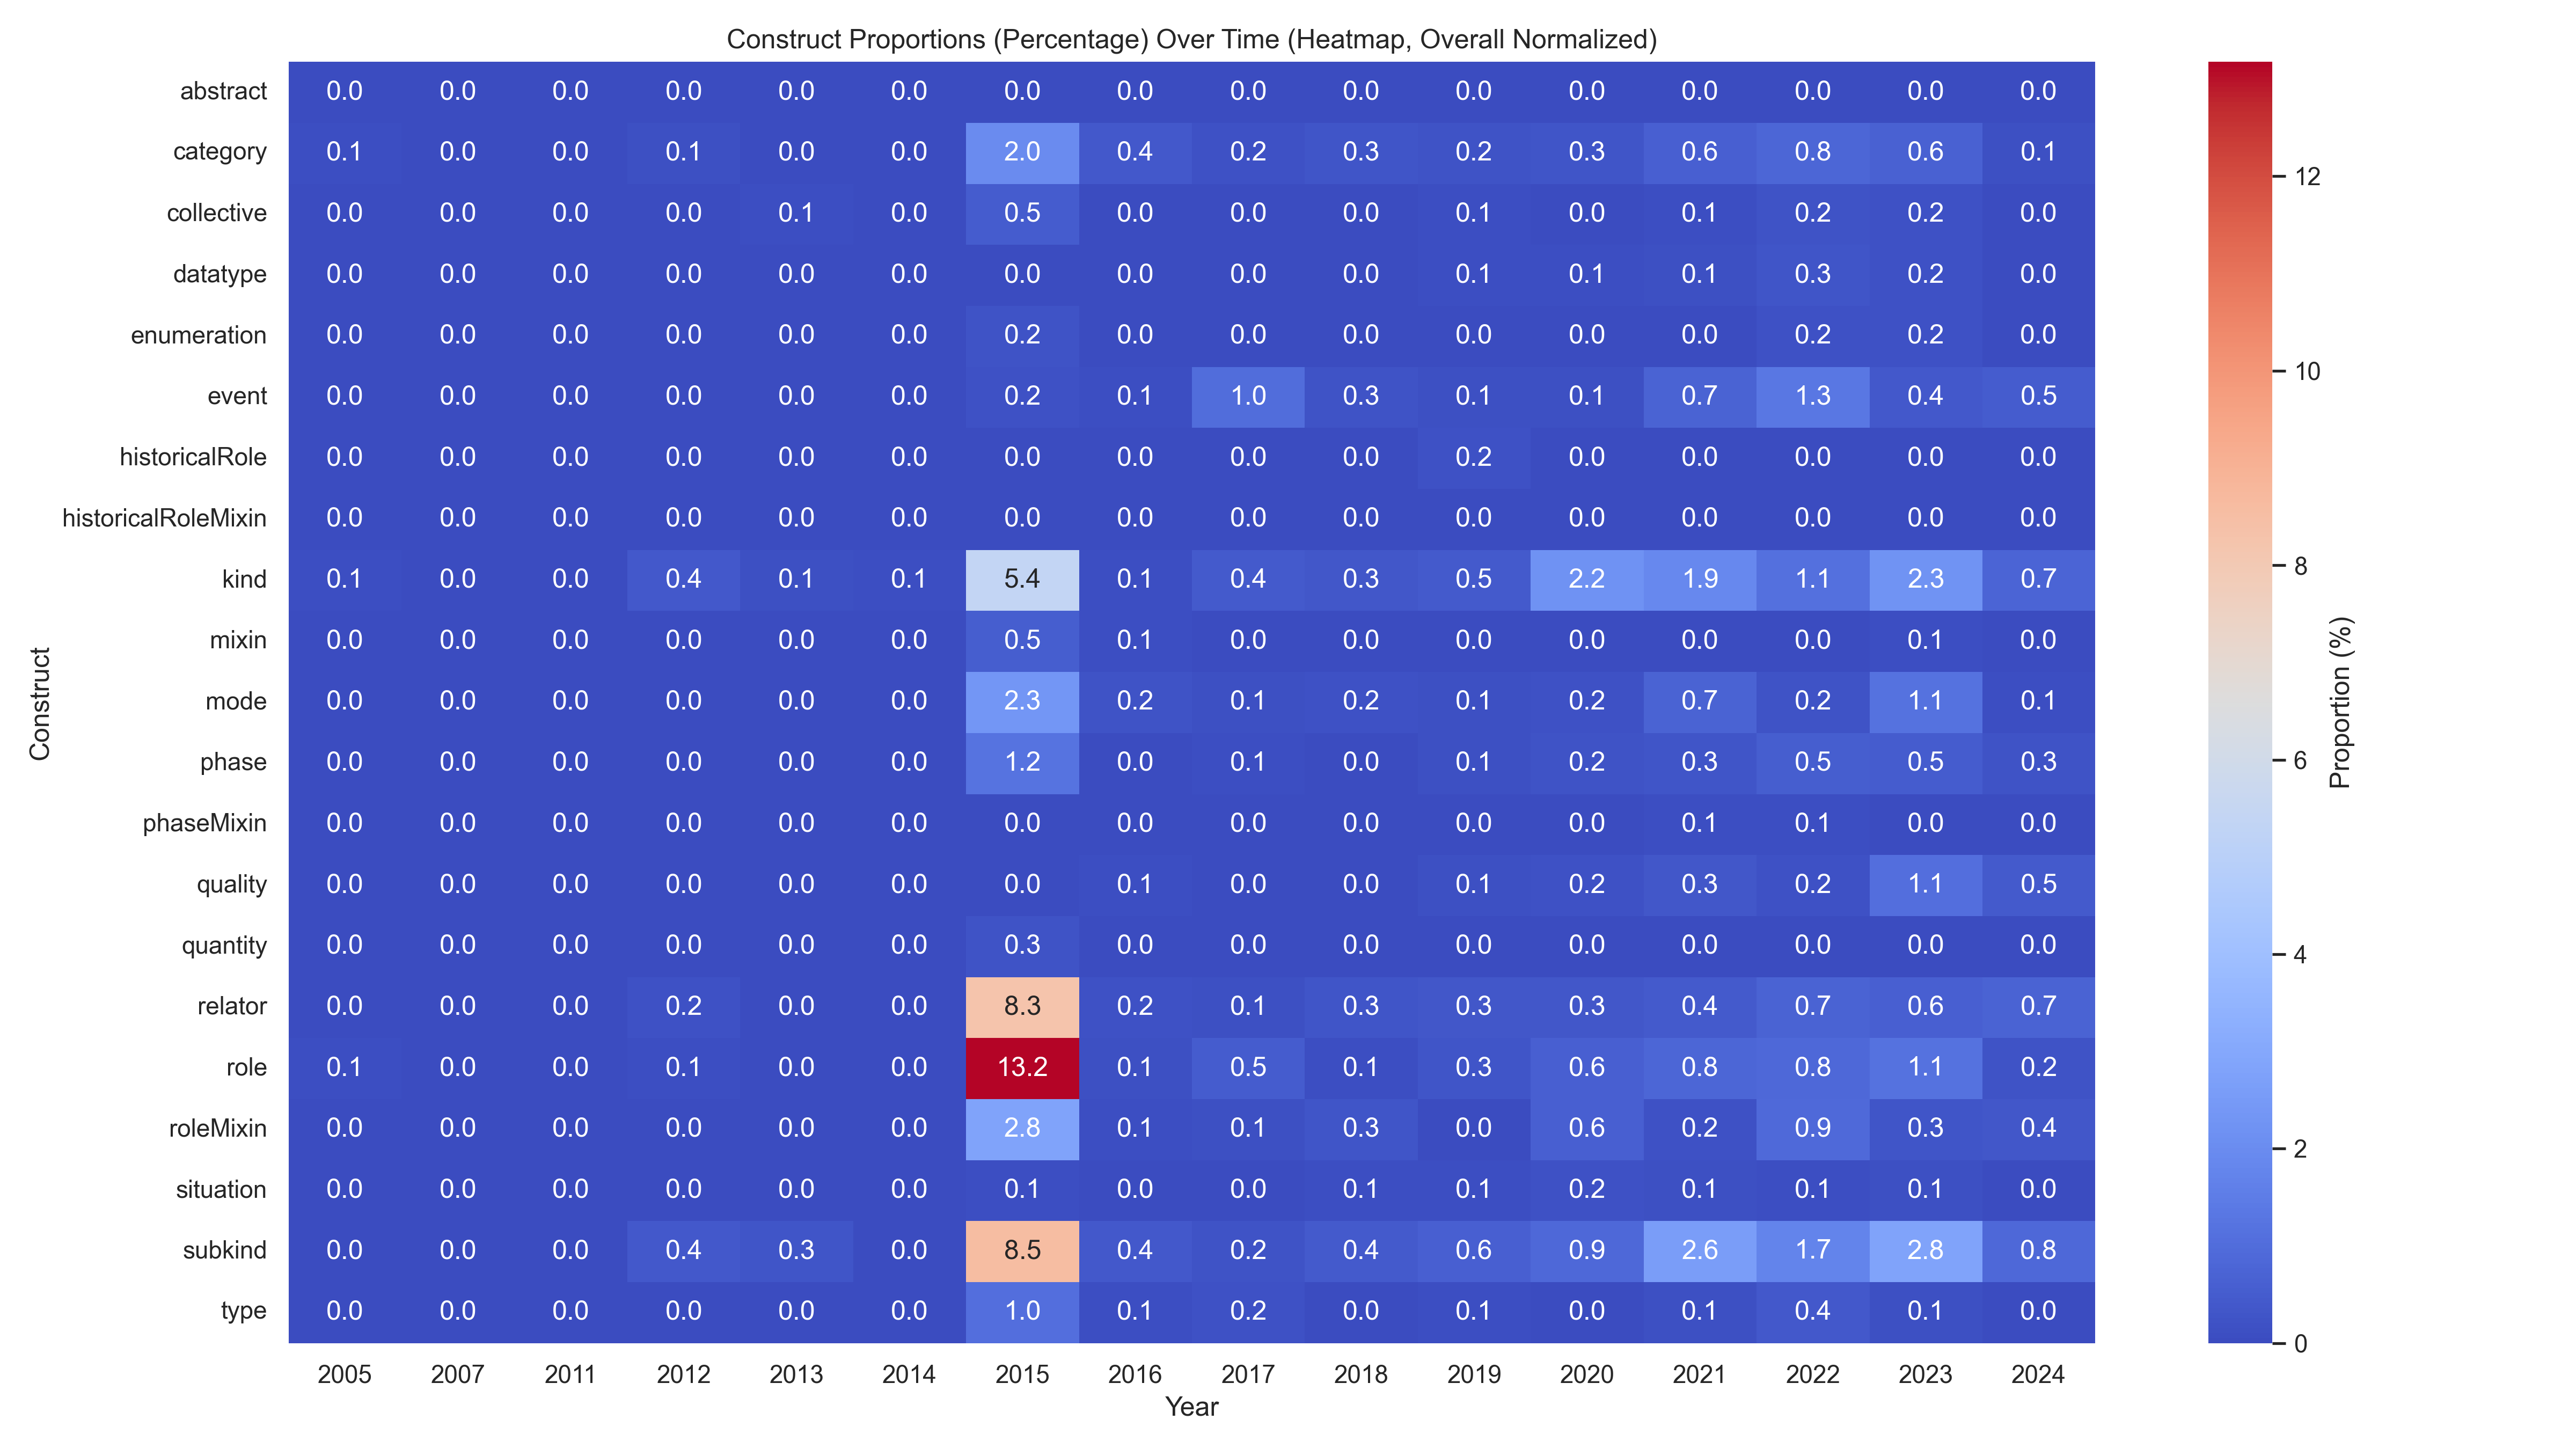 Construct Proportions (Percentage) Over Time (Heatmap, Overall Normalized)
abstract 0.0 0.0 0.0 0.0 0.0 0.0 0.0 0.0 0.0 0.0 0.0 0.0 0.0 0.0 0.0 0.0
category 0.1 0.0 0.0 0.1 0.0 0.0 2.0 0.4 0.2 0.3 0.2 0.3 0.6 0.8 0.6 0.1
collective 0.0 0.0 0.0 0.0 0.1 0.0 0.5 0.0 0.0 0.0 0.1 0.0 0.1 0.2 0.2 0.0
datatype 0.0 0.0 0.0 0.0 0.0 0.0 0.0 0.0 0.0 0.0 0.1 0.1 0.1 0.3 0.2 0.0
enumeration 0.0 0.0 0.0 0.0 0.0 0.0 0.2 0.0 0.0 0.0 0.0 0.0 0.0 0.2 0.2 0.0
event 0.0 0.0 0.0 0.0 0.0 0.0 0.2 0.1 1.0 0.3 0.1 0.1 0.7 1.3 0.4 0.5
historicalRole 0.0 0.0 0.0 0.0 0.0 0.0 0.0 0.0 0.0 0.0 0.2 0.0 0.0 0.0 0.0 0.0
historicalRoleMixin 0.0 0.0 0.0 0.0 0.0 0.0 0.0 0.0 0.0 0.0 0.0 0.0 0.0 0.0 0.0 0.0
kind 0.1 0.0 0.0 0.4 0.1 0.1 5.4 0.1 0.4 0.3 0.5 2.2 1.9 1.1 2.3 0.7
mixin 0.0 0.0 0.0 0.0 0.0 0.0 0.5 0.1 0.0 0.0 0.0 0.0 0.0 0.0 0.1 0.0
mode 0.0 0.0 0.0 0.0 0.0 0.0 2.3 0.2 0.1 0.2 0.1 0.2 0.7 0.2 1.1 0.1
phase 0.0 0.0 0.0 0.0 0.0 0.0 1.2 0.0 0.1 0.0 0.1 0.2 0.3 0.5 0.5 0.3
phaseMixin 0.0 0.0 0.0 0.0 0.0 0.0 0.0 0.0 0.0 0.0 0.0 0.0 0.1 0.1 0.0 0.0
quality 0.0 0.0 0.0 0.0 0.0 0.0 0.0 0.1 0.0 0.0 0.1 0.2 0.3 0.2 1.1 0.5
quantity 0.0 0.0 0.0 0.0 0.0 0.0 0.3 0.0 0.0 0.0 0.0 0.0 0.0 0.0 0.0 0.0
relator 0.0 0.0 0.0 0.2 0.0 0.0 8.3 0.2 0.1 0.3 0.3 0.3 0.4 0.7 0.6 0.7
role 0.1 0.0 0.0 0.1 0.0 0.0 13.2 0.1 0.5 0.1 0.3 0.6 0.8 0.8 1.1 0.2
roleMixin 0.0 0.0 0.0 0.0 0.0 0.0 2.8 0.1 0.1 0.3 0.0 0.6 0.2 0.9 0.3 0.4
situation 0.0 0.0 0.0 0.0 0.0 0.0 0.1 0.0 0.0 0.1 0.1 0.2 0.1 0.1 0.1 0.0
subkind 0.0 0.0 0.0 0.4 0.3 0.0 8.5 0.4 0.2 0.4 0.6 0.9 2.6 1.7 2.8 0.8
type 0.0 0.0 0.0 0.0 0.0 0.0 1.0 0.1 0.2 0.0 0.1 0.0 0.1 0.4 0.1 0.0
2005 2007 2011 2012 2013 2014 2015 2016 2017 2018 2019 2020 2021 2022 2023 2024
Year
Construct
12
10
8
6
4
2
0
Proportion (%)